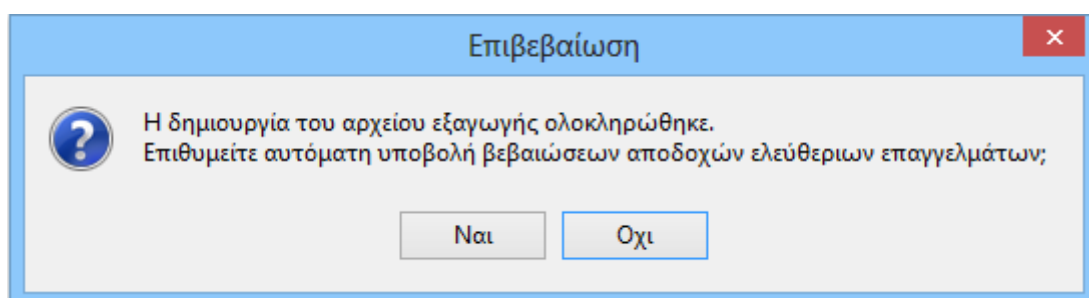 Επιβεβαίωση
Η δημιουργία του αρχείου εξαγωγής ολοκληρώθηκε.
Επιθυμείτε αυτόματη υποβολή βεβαιώσεων αποδοχών ελεύθεριων επαγγελμάτων;
Ναι Οχι